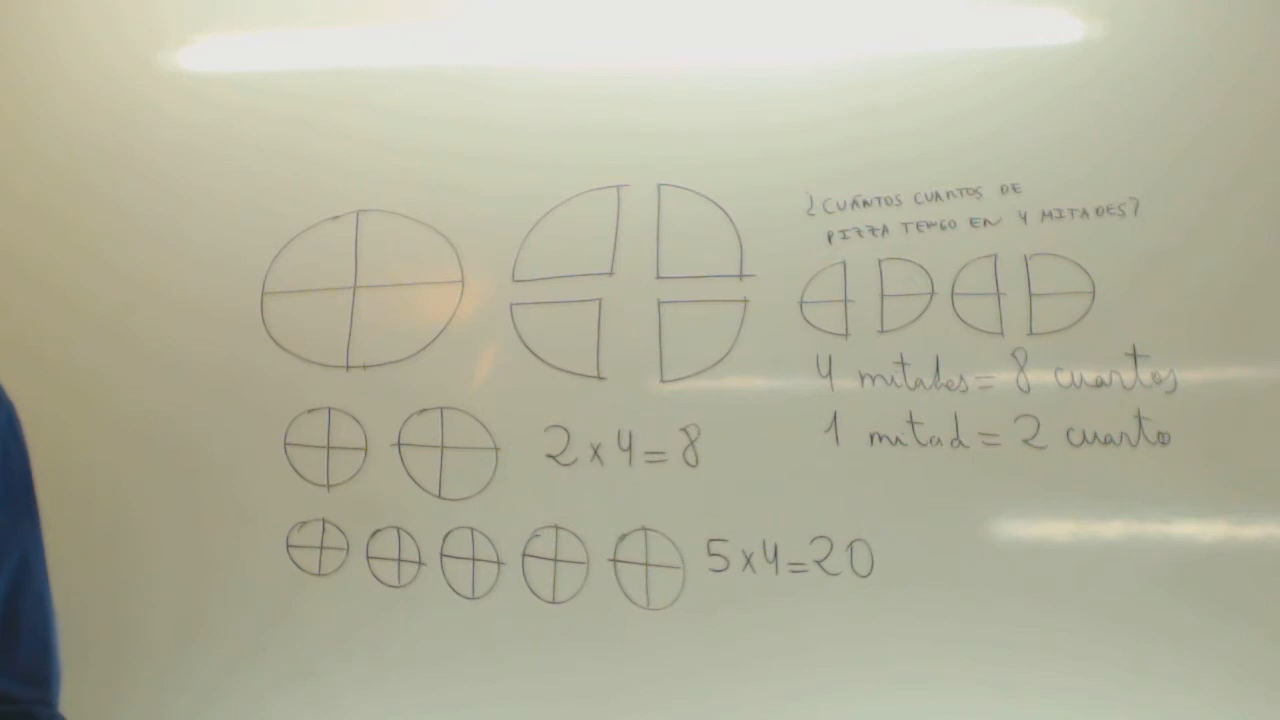 ¿CUÁNTOS CUARTOS DE
PIZZA TENGO EN 4 MITADES?
4 mitades = 8 cuartos
1 mitad = 2 cuarto
2 x 4 = 8
5 x 4 = 20